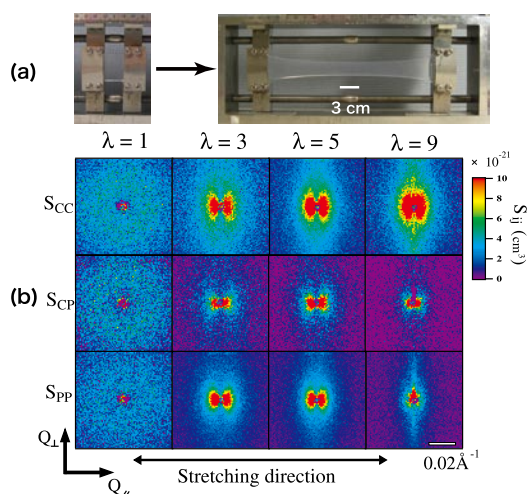 (a)
3 cm
λ = 1 λ = 3 λ = 5 λ = 9
× 10-21
S_CC
10
8
6
4
2
0
S_ij (cm³)
(b)
S_CP
S_PP
Q⊥
Q∥
Stretching direction
0.02Å⁻¹